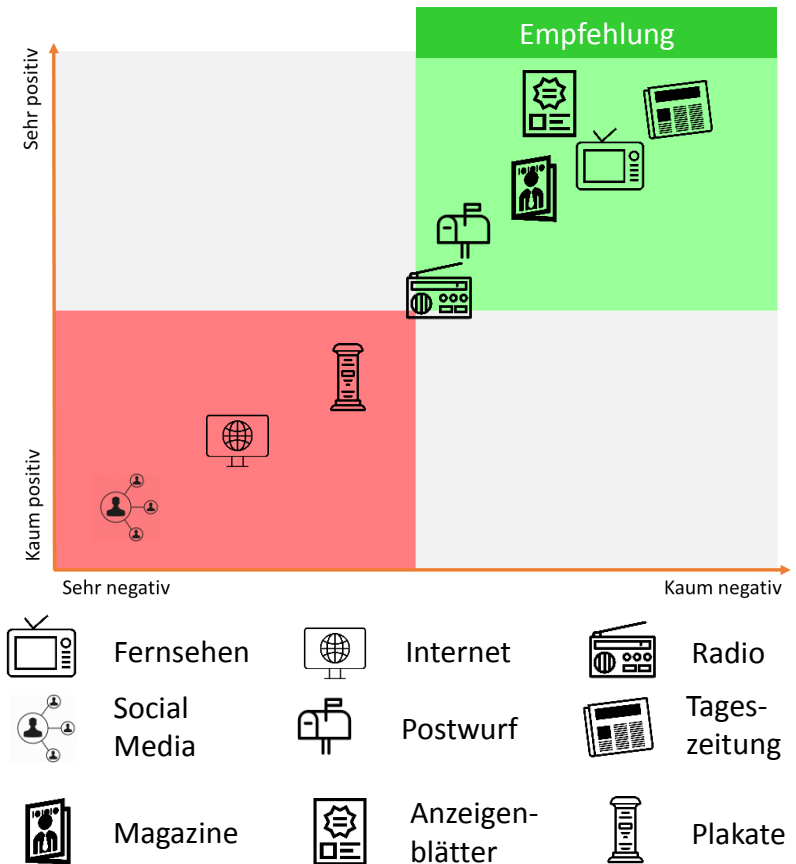 Empfehlung
Sehr positiv
Kaum positiv
Sehr negativ
Kaum negativ
Fernsehen
Internet
Radio
Social
Media
Postwurf
Tages-
zeitung
Magazine
Anzeigen-
blätter
Plakate